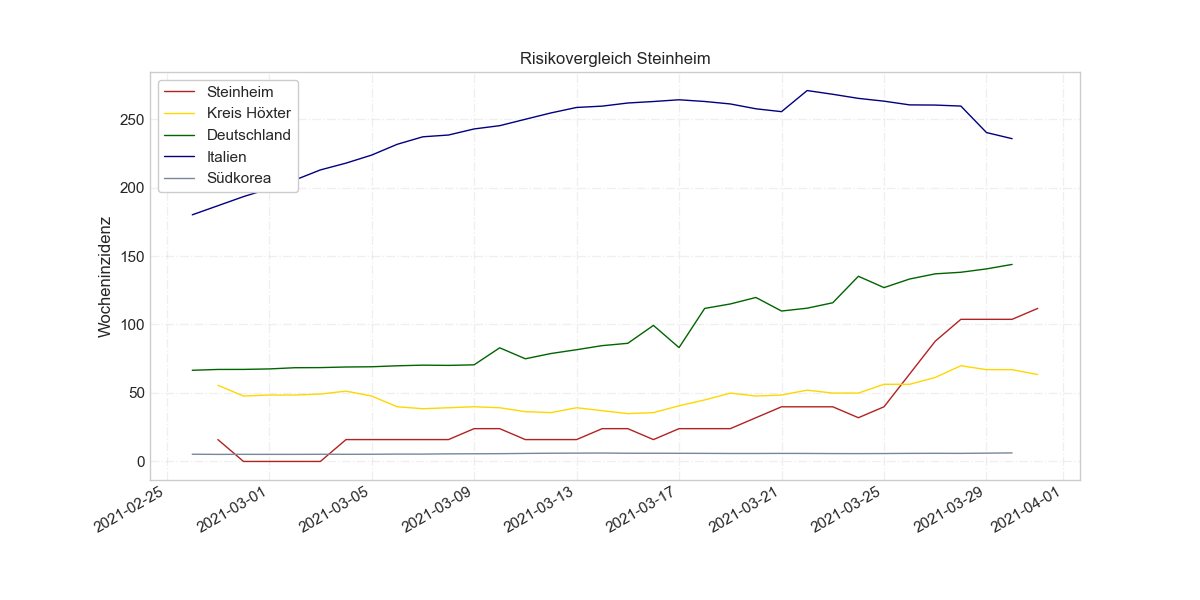 Risikovergleich Steinheim
Steinheim
Kreis Höxter
Deutschland
Italien
Südkorea
Wocheninzidenz
250
200
150
100
50
0
2021-02-25
2021-03-01
2021-03-05
2021-03-09
2021-03-13
2021-03-17
2021-03-21
2021-03-25
2021-03-29
2021-04-01